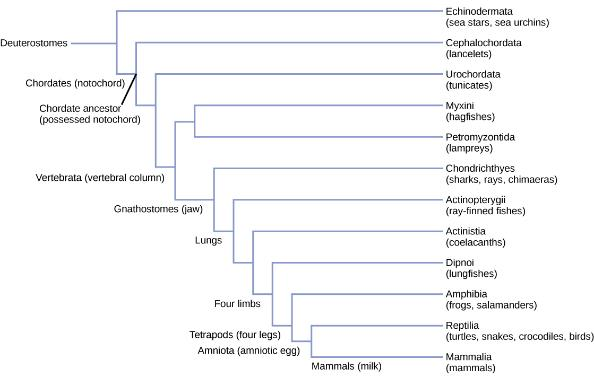 Echinodermata
(sea stars, sea urchins)
Deuterostomes
Cephalochordata
(lancelets)
Chordates (notochord)
Urochordata
(tunicates)
Chordate ancestor
(possessed notochord)
Myxini
(hagfishes)
Petromyzontida
(lampreys)
Vertebrata (vertebral column)
Chondrichthyes
(sharks, rays, chimaeras)
Gnathostomes (jaw)
Actinopterygii
(ray-finned fishes)
Lungs
Actinistia
(coelacanths)
Dipnoi
(lungfishes)
Four limbs
Amphibia
(frogs, salamanders)
Tetrapods (four legs)
Reptilia
(turtles, snakes, crocodiles, birds)
Amniota (amniotic egg)
Mammals (milk)
Mammalia
(mammals)